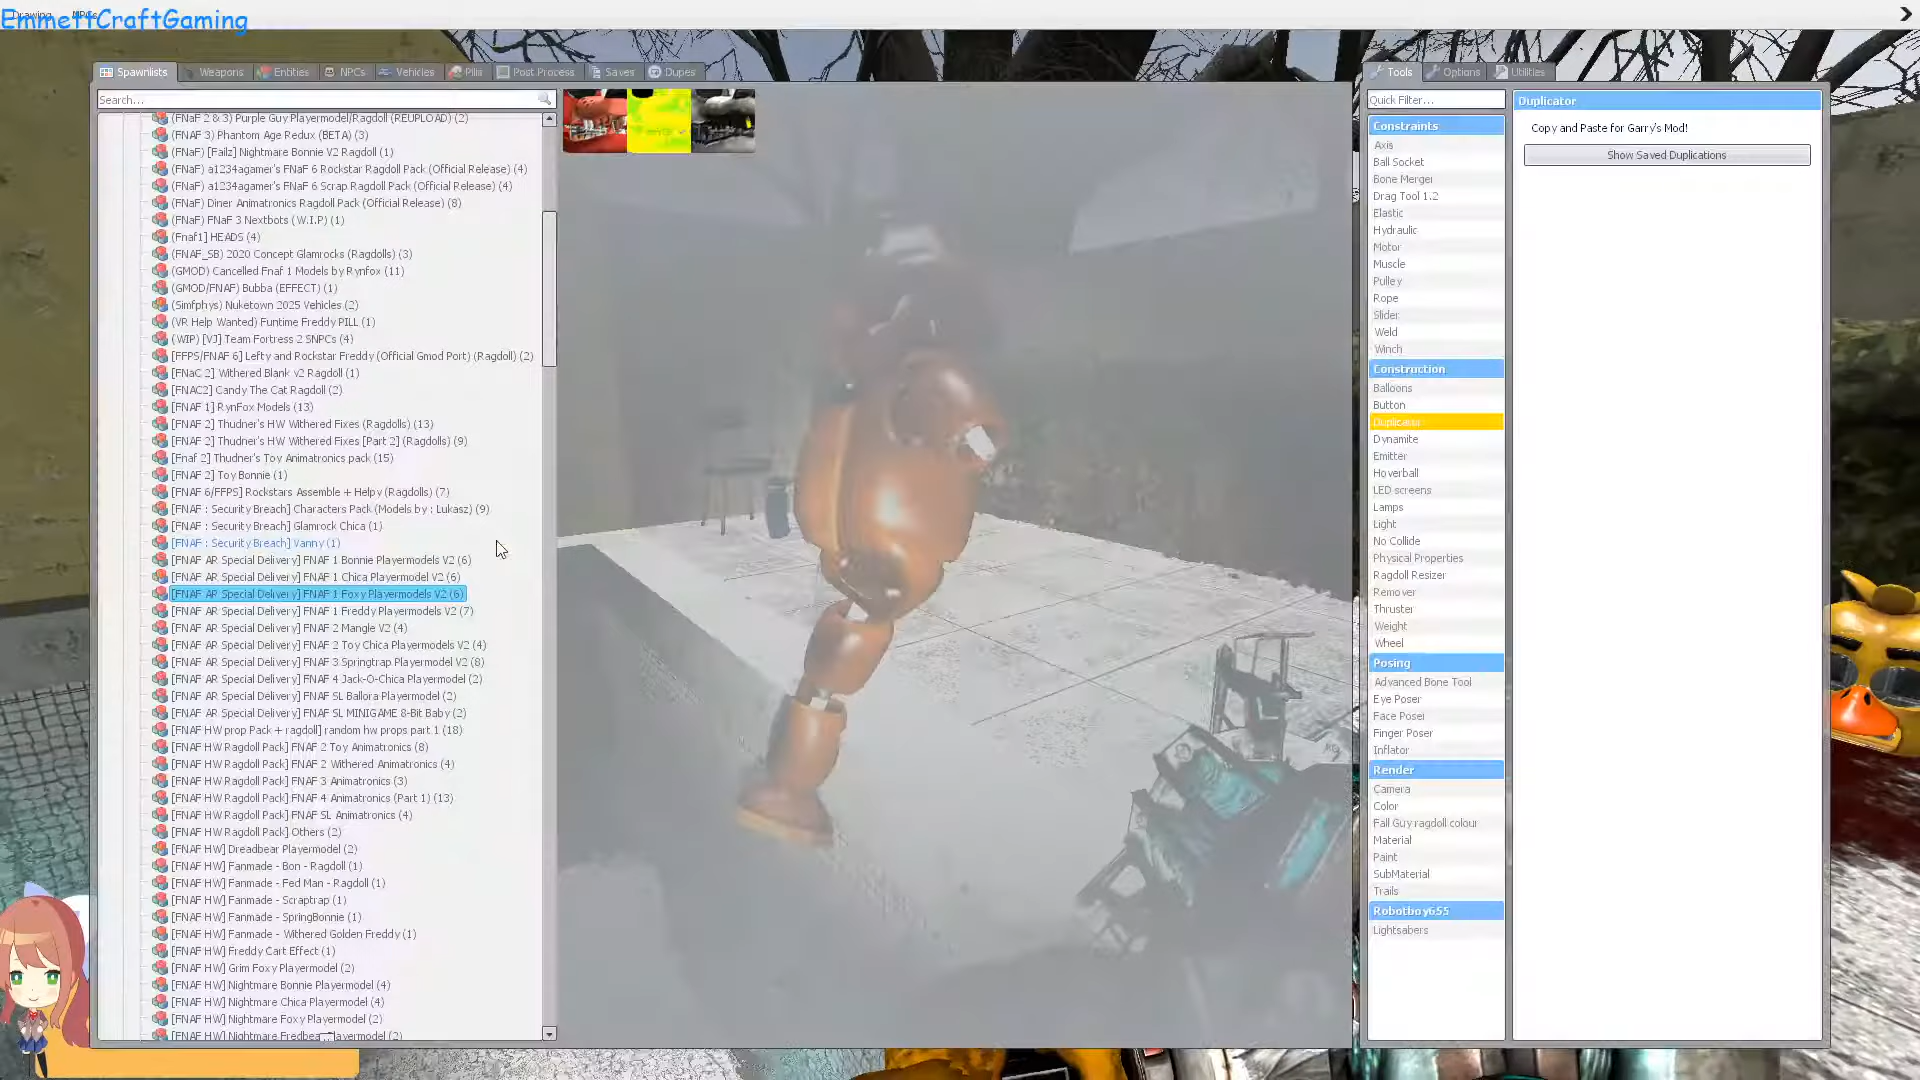 Drawing NPCs
EmmettCraftGaming
Spawnlists
Weapons
Entities
NPCs
Vehicles
Pills
Post Process
Saves
Dupes
Search...
(FNaF 2 & 3) Purple Guy Playermodel/Ragdoll (REUPLOAD) (2)
(FNAF 3) Phantom Age Redux (BETA) (3)
(FNaF) [Failz] Nightmare Bonnie V2 Ragdoll (1)
(FNaF) a1234agamer's FNaF 6 Rockstar Ragdoll Pack (Official Release) (4)
(FNaF) a1234agamer's FNaF 6 Scrap Ragdoll Pack (Official Release) (4)
(FNaF) Diner Animatronics Ragdoll Pack (Official Release) (8)
(FNaF) FNaF 3 Nextbots (W.I.P) (1)
(Fnaf1] HEADS (4)
(FNAF_SB) 2020 Concept Glamrocks (Ragdolls) (3)
(GMOD) Cancelled Fnaf 1 Models by Rynfox (11)
(GMOD/FNAF) Bubba (EFFECT) (1)
(Simfphys) Nuketown 2025 Vehicles (2)
(VR Help Wanted) Funtime Freddy PILL (1)
(WIP) [VJ] Team Fortress 2 SNPCs (4)
[FFPS/FNAF 6] Lefty and Rockstar Freddy (Official Gmod Port) (Ragdoll) (2)
[FNaC 2] Withered Blank v2 Ragdoll (1)
[FNAC2] Candy The Cat Ragdoll (2)
[FNAF 1] RynFox Models (13)
[FNAF 2] Thudner's HW Withered Fixes (Ragdolls) (13)
[FNAF 2] Thudner's HW Withered Fixes [Part 2] (Ragdolls) (9)
[Fnaf 2] Thudner's Toy Animatronics pack (15)
[FNAF 2] Toy Bonnie (1)
[FNAF 6/FFPS] Rockstars Assemble + Helpy (Ragdolls) (7)
[FNAF : Security Breach] Characters Pack (Models by : Lukasz) (9)
[FNAF : Security Breach] Glamrock Chica (1)
[FNAF : Security Breach] Vanny (1)
[FNAF AR Special Delivery] FNAF 1 Bonnie Playermodels V2 (6)
[FNAF AR Special Delivery] FNAF 1 Chica Playermodel V2 (6)
[FNAF AR Special Delivery] FNAF 1 Foxy Playermodels V2 (6)
[FNAF AR Special Delivery] FNAF 1 Freddy Playermodels V2 (7)
[FNAF AR Special Delivery] FNAF 2 Mangle V2 (4)
[FNAF AR Special Delivery] FNAF 2 Toy Chica Playermodels V2 (4)
[FNAF AR Special Delivery] FNAF 3 Springtrap Playermodel V2 (8)
[FNAF AR Special Delivery] FNAF 4 Jack-O-Chica Playermodel (2)
[FNAF AR Special Delivery] FNAF SL Ballora Playermodel (2)
[FNAF AR Special Delivery] FNAF SL MINIGAME 8-Bit Baby (2)
[FNAF HW prop Pack + ragdoll] random hw props part 1 (18)
[FNAF HW Ragdoll Pack] FNAF 2 Toy Animatronics (8)
[FNAF HW Ragdoll Pack] FNAF 2 Withered Animatronics (4)
[FNAF HW Ragdoll Pack] FNAF 3 Animatronics (3)
[FNAF HW Ragdoll Pack] FNAF 4 Animatronics (Part 1) (13)
[FNAF HW Ragdoll Pack] FNAF SL Animatronics (4)
[FNAF HW Ragdoll Pack] Others (2)
[FNAF HW] Dreadbear Playermodel (2)
[FNAF HW] Fanmade - Bon - Ragdoll (1)
[FNAF HW] Fanmade - Fed Man - Ragdoll (1)
[FNAF HW] Fanmade - Scraptrap (1)
[FNAF HW] Fanmade - SpringBonnie (1)
[FNAF HW] Fanmade - Withered Golden Freddy (1)
[FNAF HW] Freddy Cart Effect (1)
[FNAF HW] Grim Foxy Playermodel (2)
[FNAF HW] Nightmare Bonnie Playermodel (4)
[FNAF HW] Nightmare Chica Playermodel (4)
[FNAF HW] Nightmare Foxy Playermodel (2)
[FNAF HW] Nightmare Fredbear Playermodel (2)
Tools
Options
Utilities
Quick Filter...
Constraints
Axis
Ball Socket
Bone Merger
Drag Tool 1.2
Elastic
Hydraulic
Motor
Muscle
Pulley
Rope
Slider
Weld
Winch
Construction
Balloons
Button
Duplicator
Dynamite
Emitter
Hoverball
LED screens
Lamps
Light
No Collide
Physical Properties
Ragdoll Resizer
Remover
Thruster
Weight
Wheel
Posing
Advanced Bone Tool
Eye Poser
Face Poser
Finger Poser
Inflator
Render
Camera
Color
Fall Guy ragdoll colour
Material
Paint
SubMaterial
Trails
Robotboy655
Lightsabers
Duplicator
Copy and Paste for Garry's Mod!
Show Saved Duplications